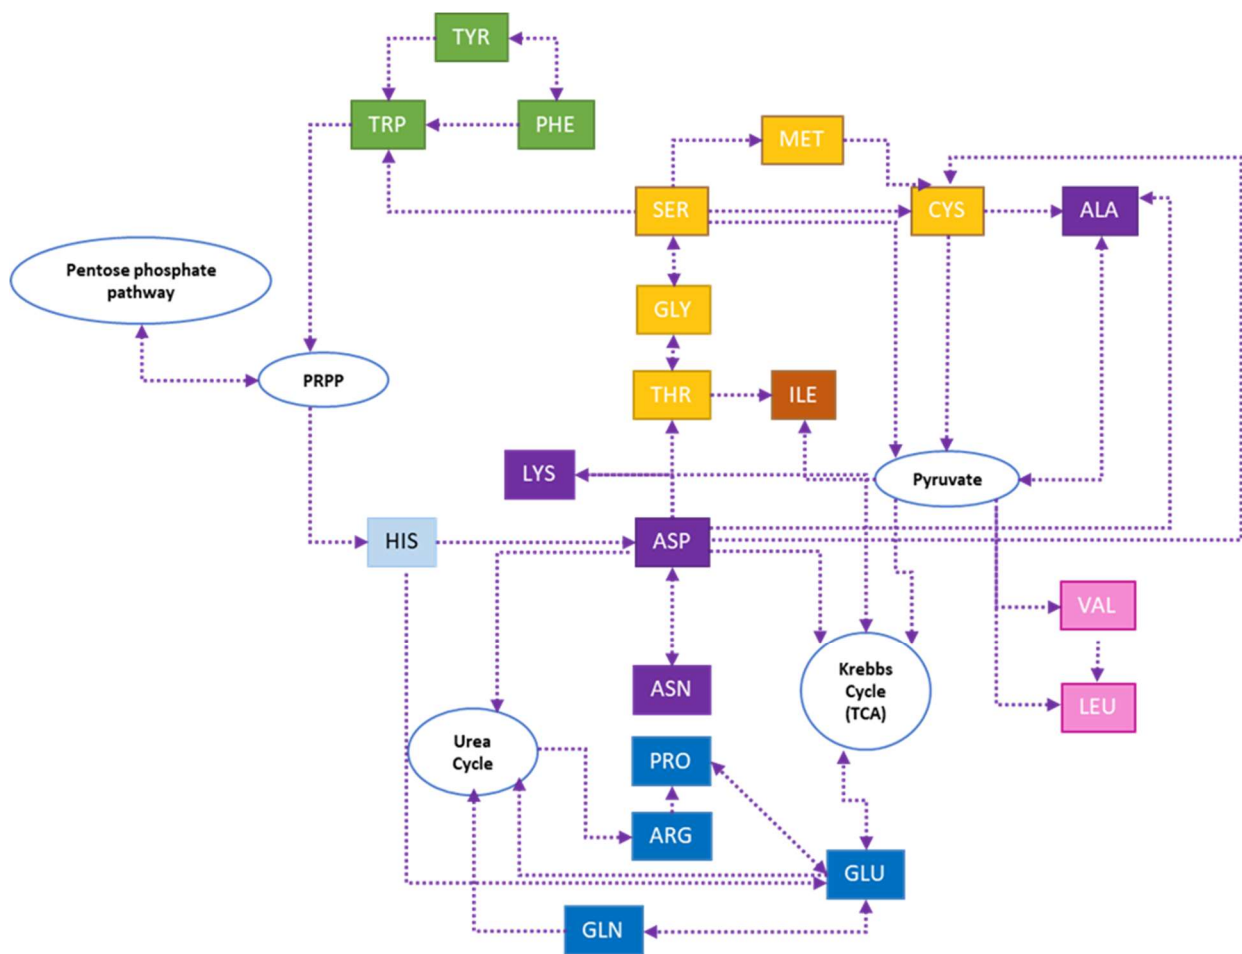 TYR
TRP
PHE
MET
SER
CYS
ALA
Pentose phosphate
pathway
GLY
PRPP
THR
ILE
LYS
Pyruvate
HIS
ASP
VAL
ASN
Krebbs
Cycle
(TCA)
LEU
Urea
Cycle
PRO
ARG
GLU
GLN